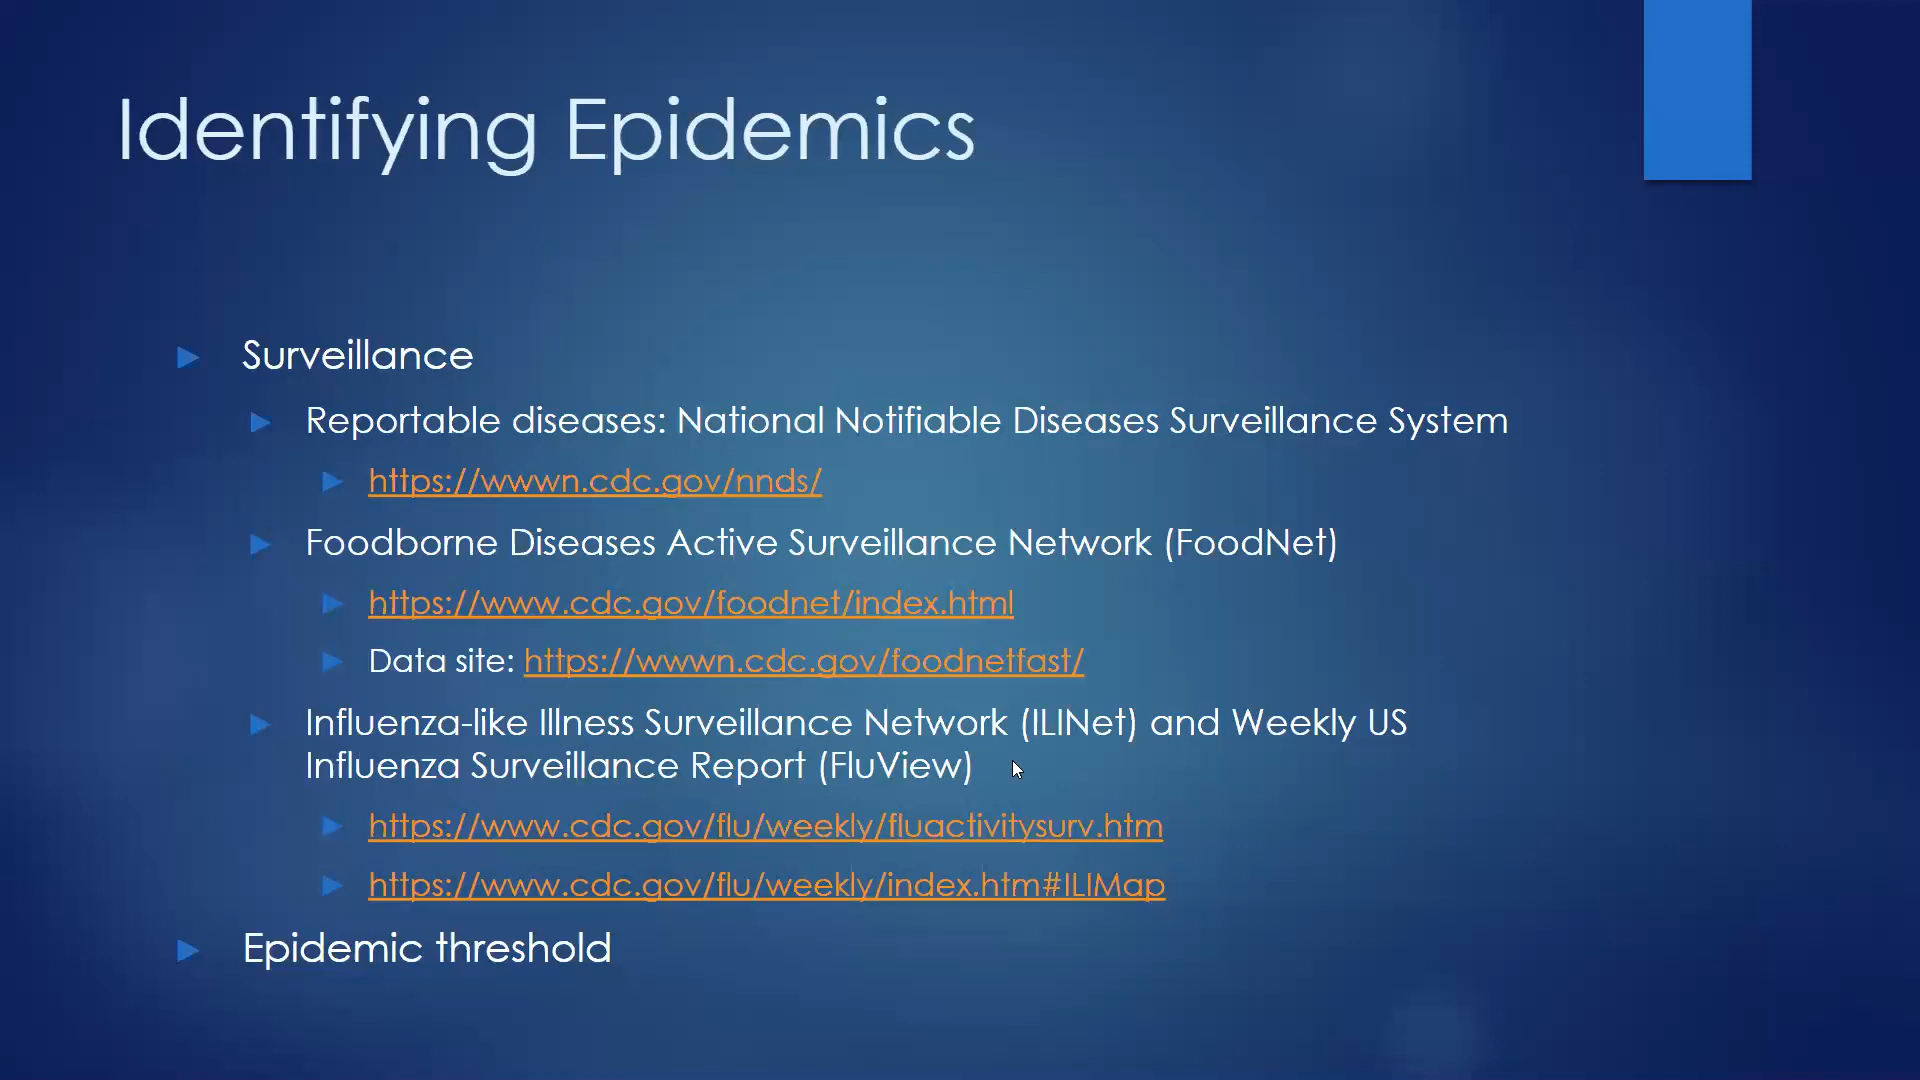 Identifying Epidemics
Surveillance
Reportable diseases: National Notifiable Diseases Surveillance System
https://wwwn.cdc.gov/nnds/
Foodborne Diseases Active Surveillance Network (FoodNet)
https://www.cdc.gov/foodnet/index.html
Data site: https://wwwn.cdc.gov/foodnetfast/
Influenza-like Illness Surveillance Network (ILINet) and Weekly US
Influenza Surveillance Report (FluView)
https://www.cdc.gov/flu/weekly/fluactivitysurv.htm
https://www.cdc.gov/flu/weekly/index.htm#ILIMap
Epidemic threshold